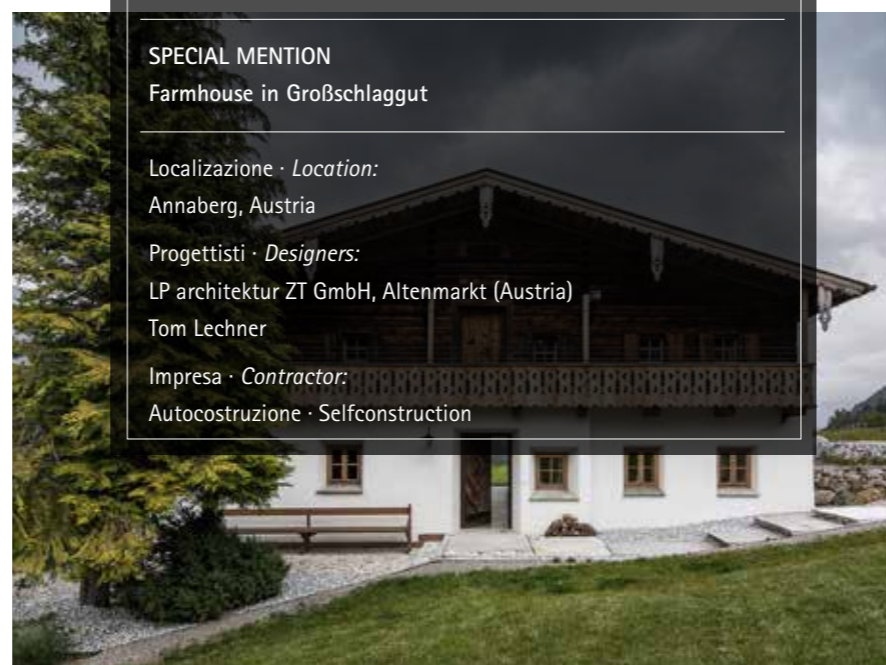 SPECIAL MENTION
Farmhouse in Großschlaggut
Localizazione · Location:
Annaberg, Austria
Progettisti · Designers:
LP architektur ZT GmbH, Altenmarkt (Austria)
Tom Lechner
Impresa · Contractor:
Autocostruzione · Selfconstruction